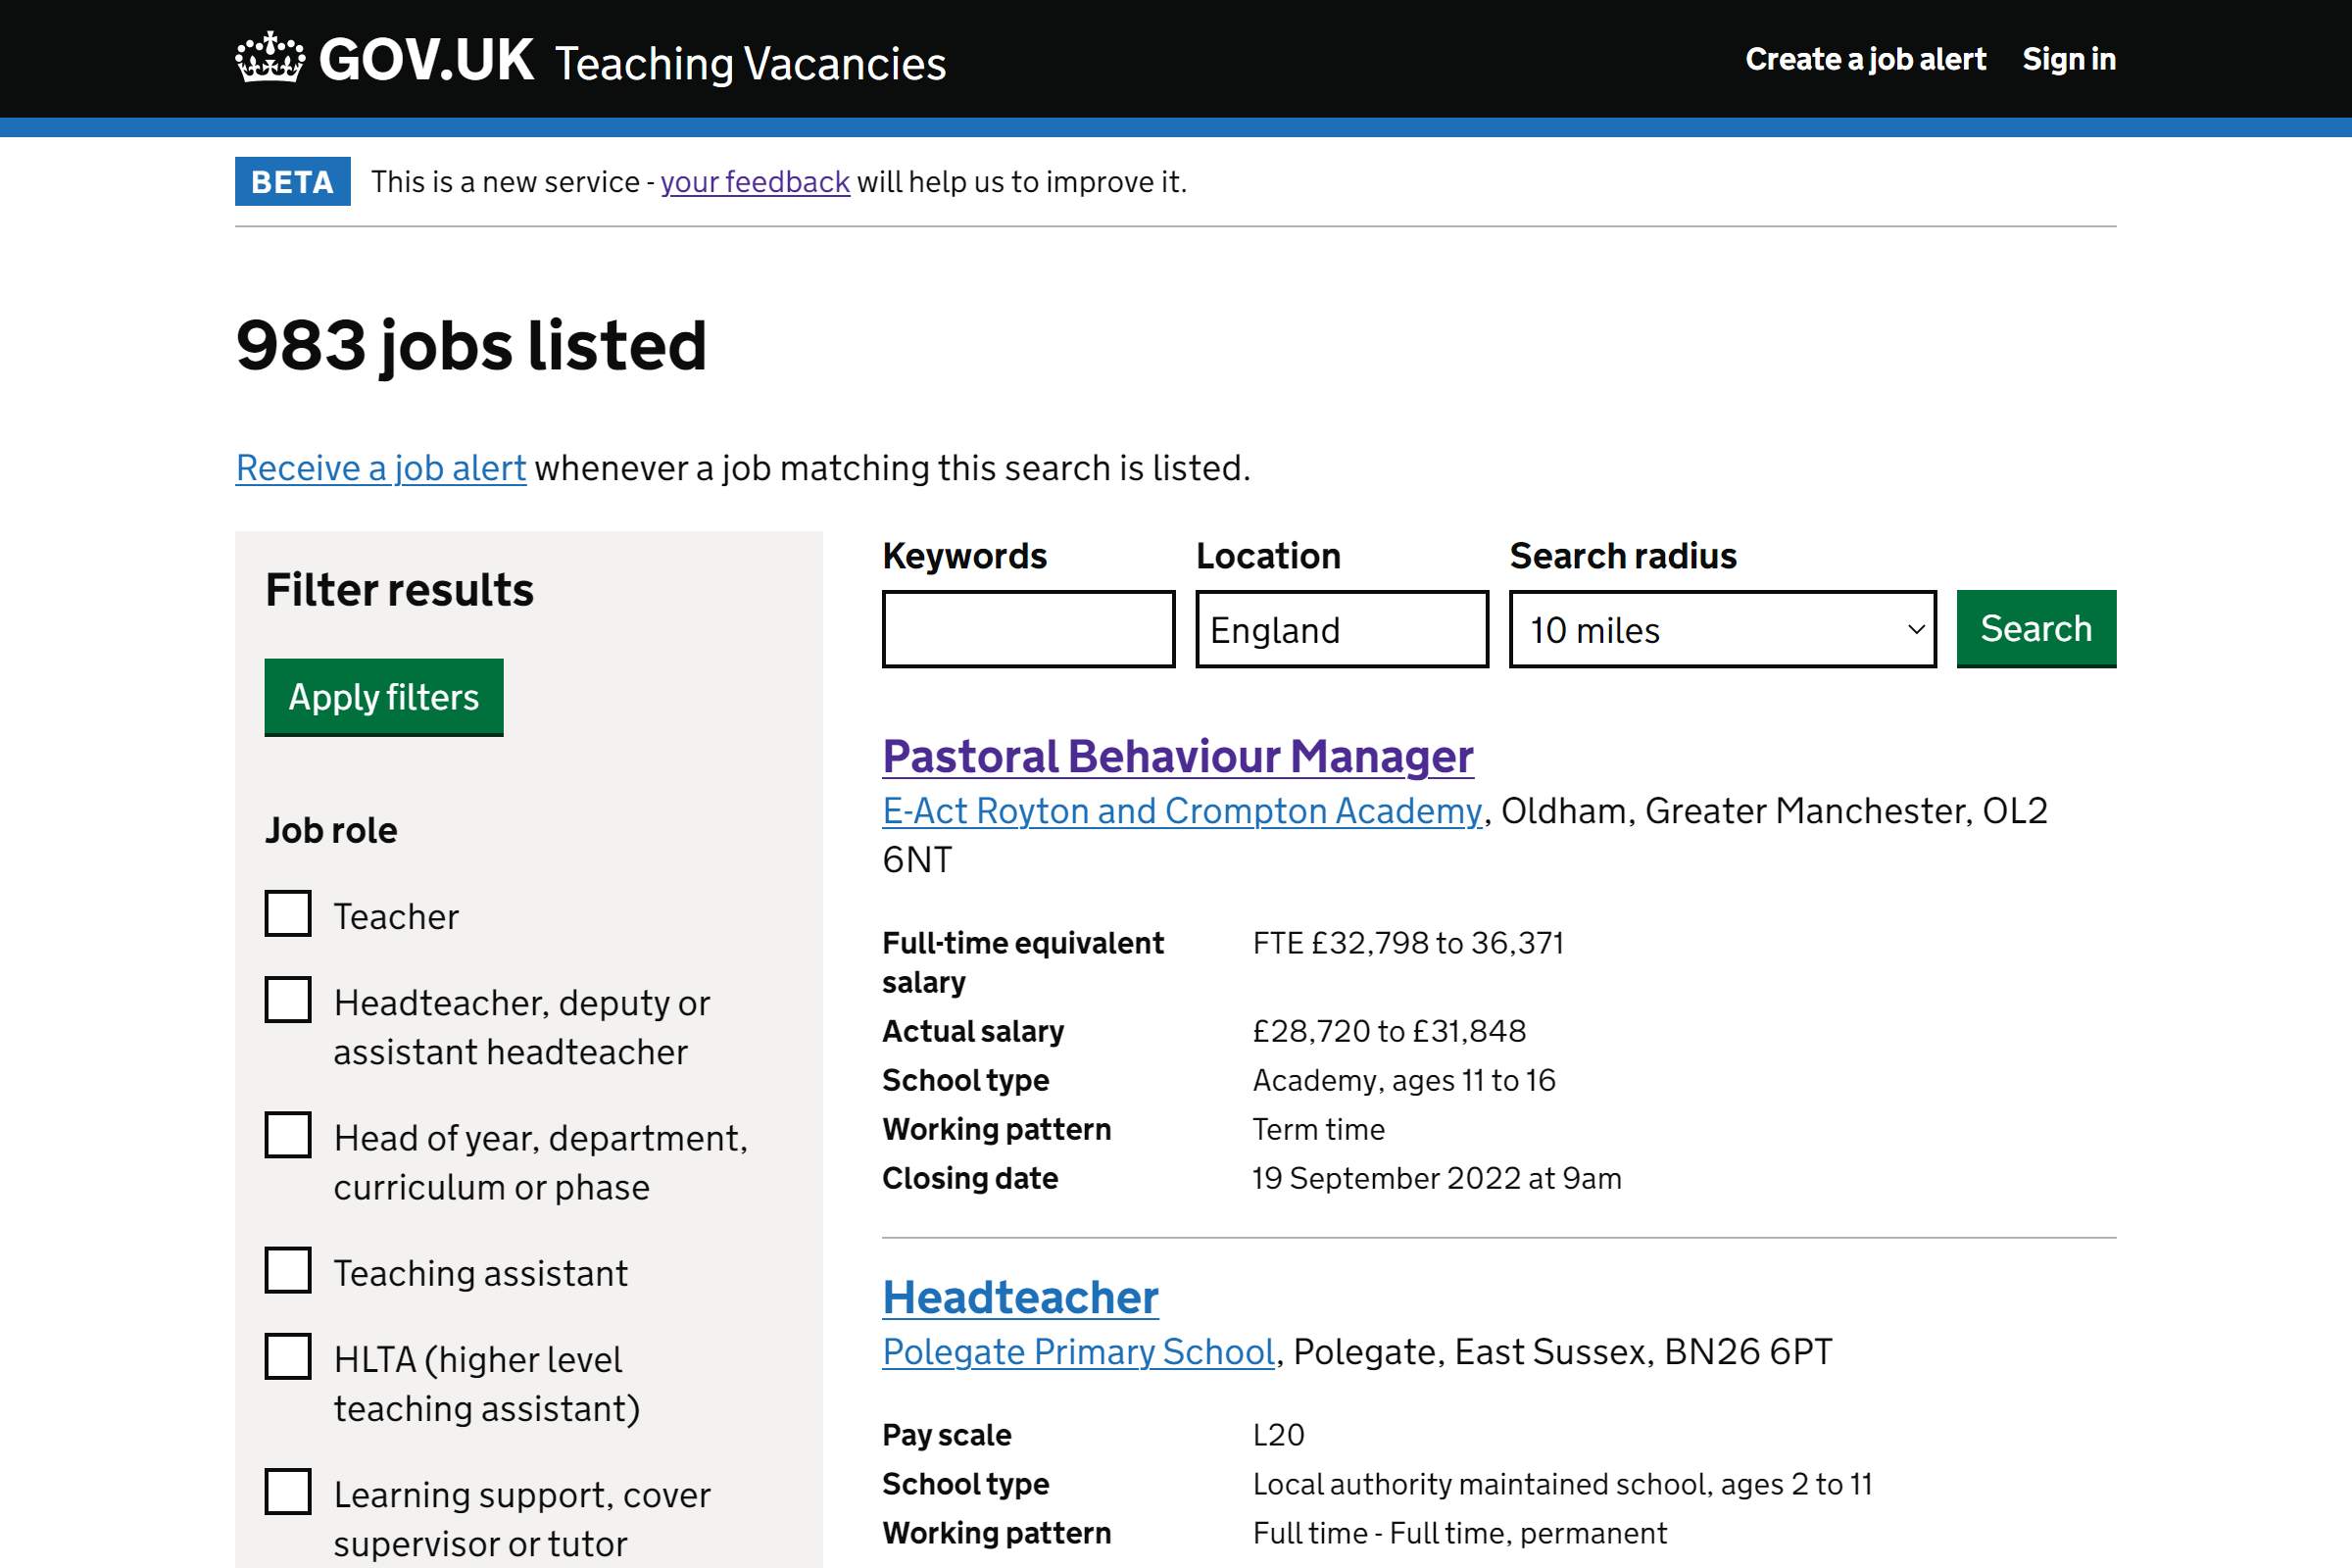 GOV.UK Teaching Vacancies
Create a job alert Sign in
BETA This is a new service - your feedback will help us to improve it.
983 jobs listed
Receive a job alert whenever a job matching this search is listed.
Filter results
Apply filters
Job role
Teacher
Headteacher, deputy or
assistant headteacher
Head of year, department,
curriculum or phase
Teaching assistant
HLTA (higher level
teaching assistant)
Learning support, cover
supervisor or tutor
Keywords Location Search radius
England 10 miles Search
Pastoral Behaviour Manager
E-Act Royton and Crompton Academy, Oldham, Greater Manchester, OL2
6NT
Full-time equivalent FTE £32,798 to 36,371
salary
Actual salary £28,720 to £31,848
School type Academy, ages 11 to 16
Working pattern Term time
Closing date 19 September 2022 at 9am
Headteacher
Polegate Primary School, Polegate, East Sussex, BN26 6PT
Pay scale L20
School type Local authority maintained school, ages 2 to 11
Working pattern Full time - Full time, permanent